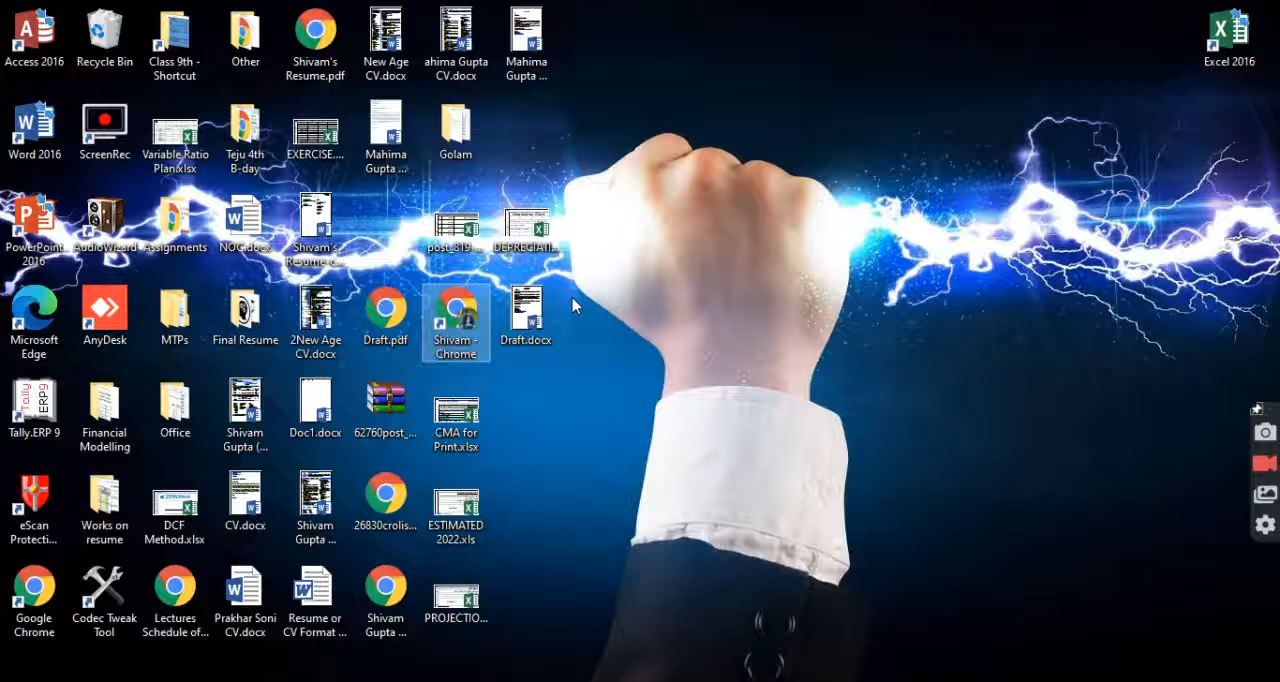 Access 2016
Recycle Bin
Class 9th -
Shortcut
Other
Shivam's
Resume.pdf
New Age
CV.docx
ahima Gupta
CV.docx
Mahima
Gupta ...
Excel 2016
Word 2016
ScreenRec
Variable Ratio
Plan.xlsx
Teju 4th
B-day
EXERCISE....
Mahima
Gupta ...
Golam
PowerPoint
2016
AudioWizard
Assignments
NOC.docx
Shivam's
Resume-c...
post_819...
DEPRECIATI...
Microsoft
Edge
AnyDesk
MTPs
Final Resume
2New Age
CV.docx
Draft.pdf
Shivam -
Chrome
Draft.docx
Tally.ERP 9
Financial
Modelling
Office
Shivam
Gupta (...
Doc1.docx
62760post_...
CMA for
Print.xlsx
eScan
Protecti...
Works on
resume
DCF
Method.xlsx
CV.docx
Shivam
Gupta ...
26830crolis...
ESTIMATED
2022.xls
Google
Chrome
Codec Tweak
Tool
Lectures
Schedule of...
Prakhar Soni
CV.docx
Resume or
CV Format ...
Shivam
Gupta ...
PROJECTIO...